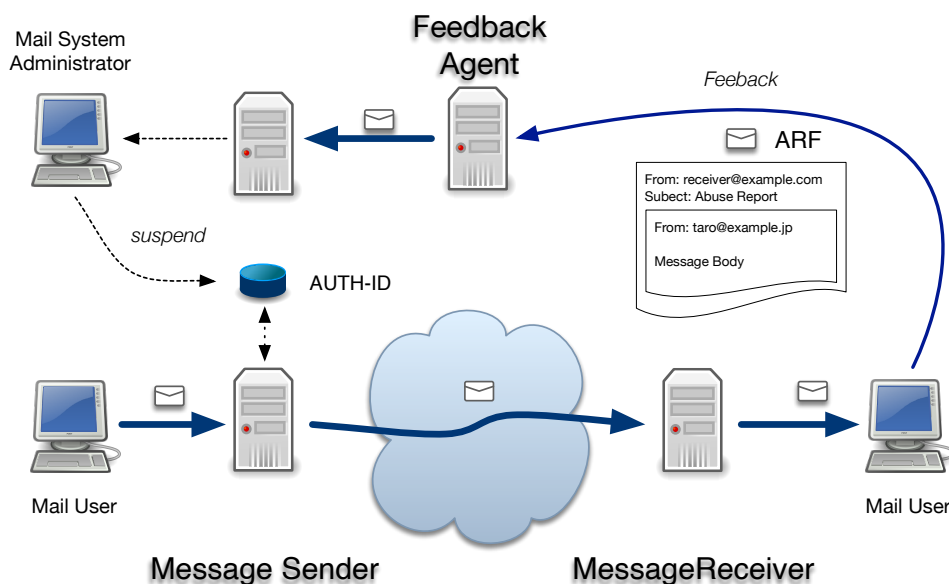 Mail System
Administrator
Feedback
Agent
Feeback
ARF
From: receiver@example.com
Subect: Abuse Report
From: taro@example.jp
Message Body
suspend
AUTH-ID
Mail User
Mail User
Message Sender
MessageReceiver